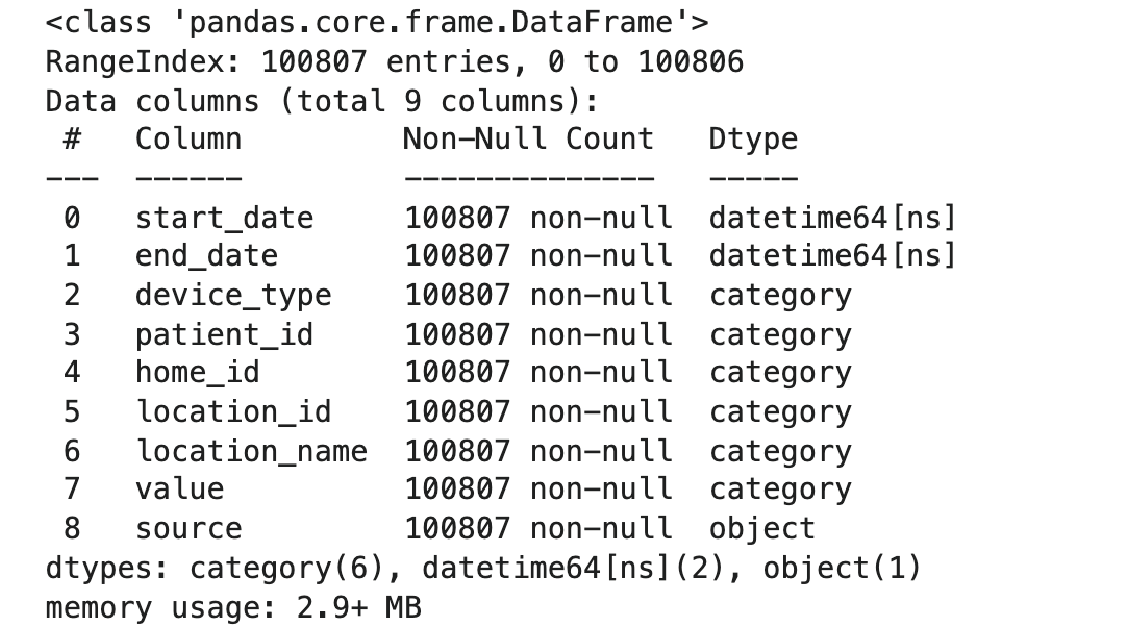 <class 'pandas.core.frame.DataFrame'>
RangeIndex: 100807 entries, 0 to 100806
Data columns (total 9 columns):
 #   Column         Non-Null Count   Dtype
---  ------         --------------   -----
 0   start_date     100807 non-null  datetime64[ns]
 1   end_date       100807 non-null  datetime64[ns]
 2   device_type    100807 non-null  category
 3   patient_id     100807 non-null  category
 4   home_id        100807 non-null  category
 5   location_id    100807 non-null  category
 6   location_name  100807 non-null  category
 7   value          100807 non-null  category
 8   source         100807 non-null  object
dtypes: category(6), datetime64[ns](2), object(1)
memory usage: 2.9+ MB